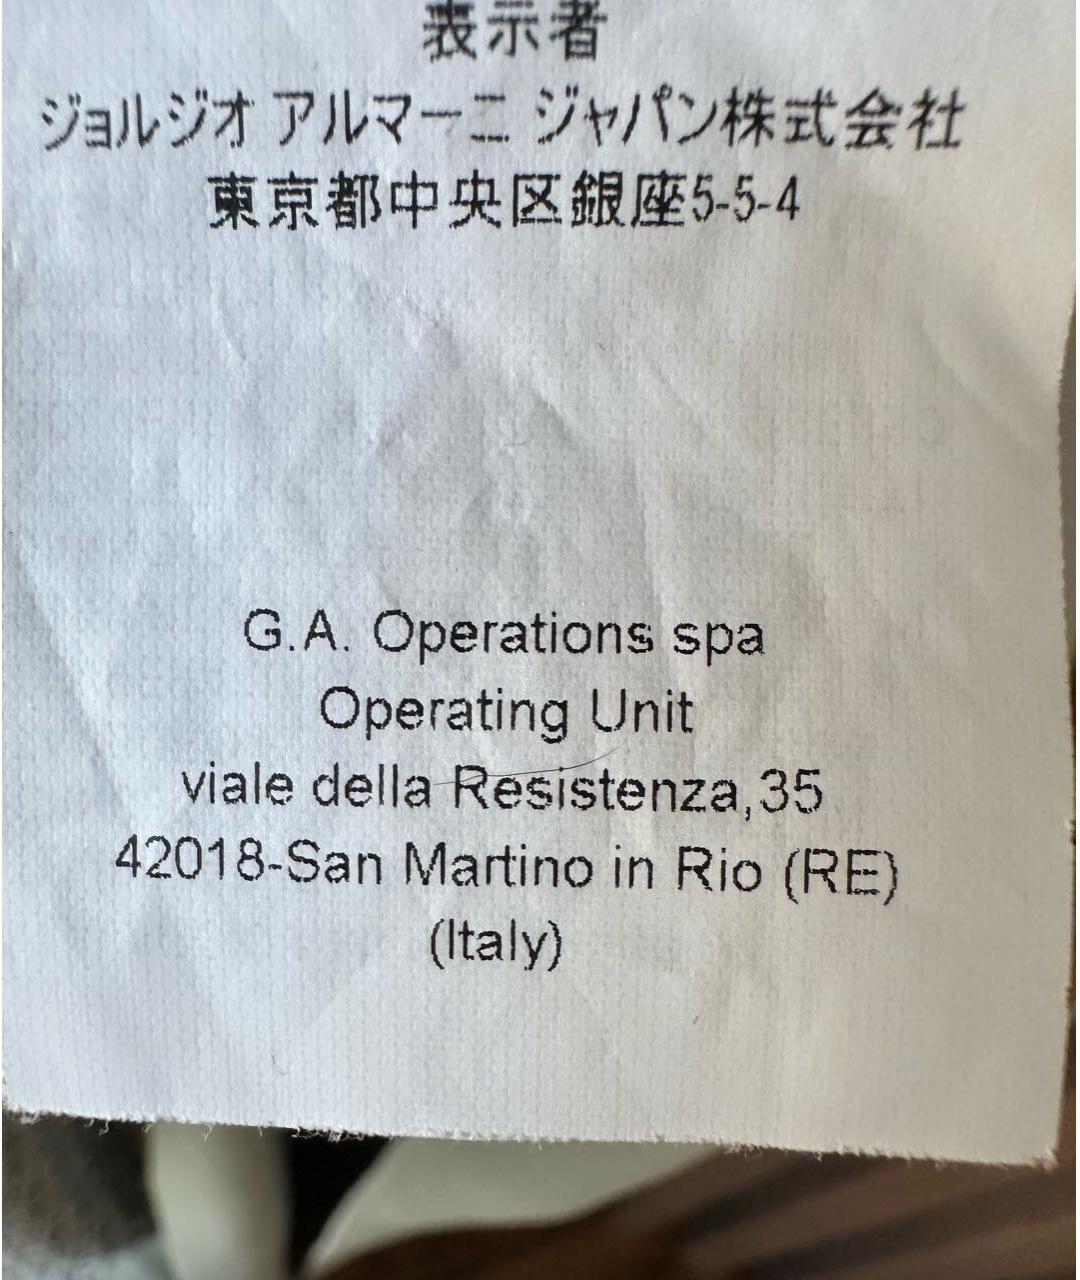 表示者
ジョルジオ アルマーニ ジャパン株式会社
東京都中央区銀座5-5-4
G.A. Operations spa
Operating Unit
viale della Resistenza,35
42018-San Martino in Rio (RE)
(Italy)